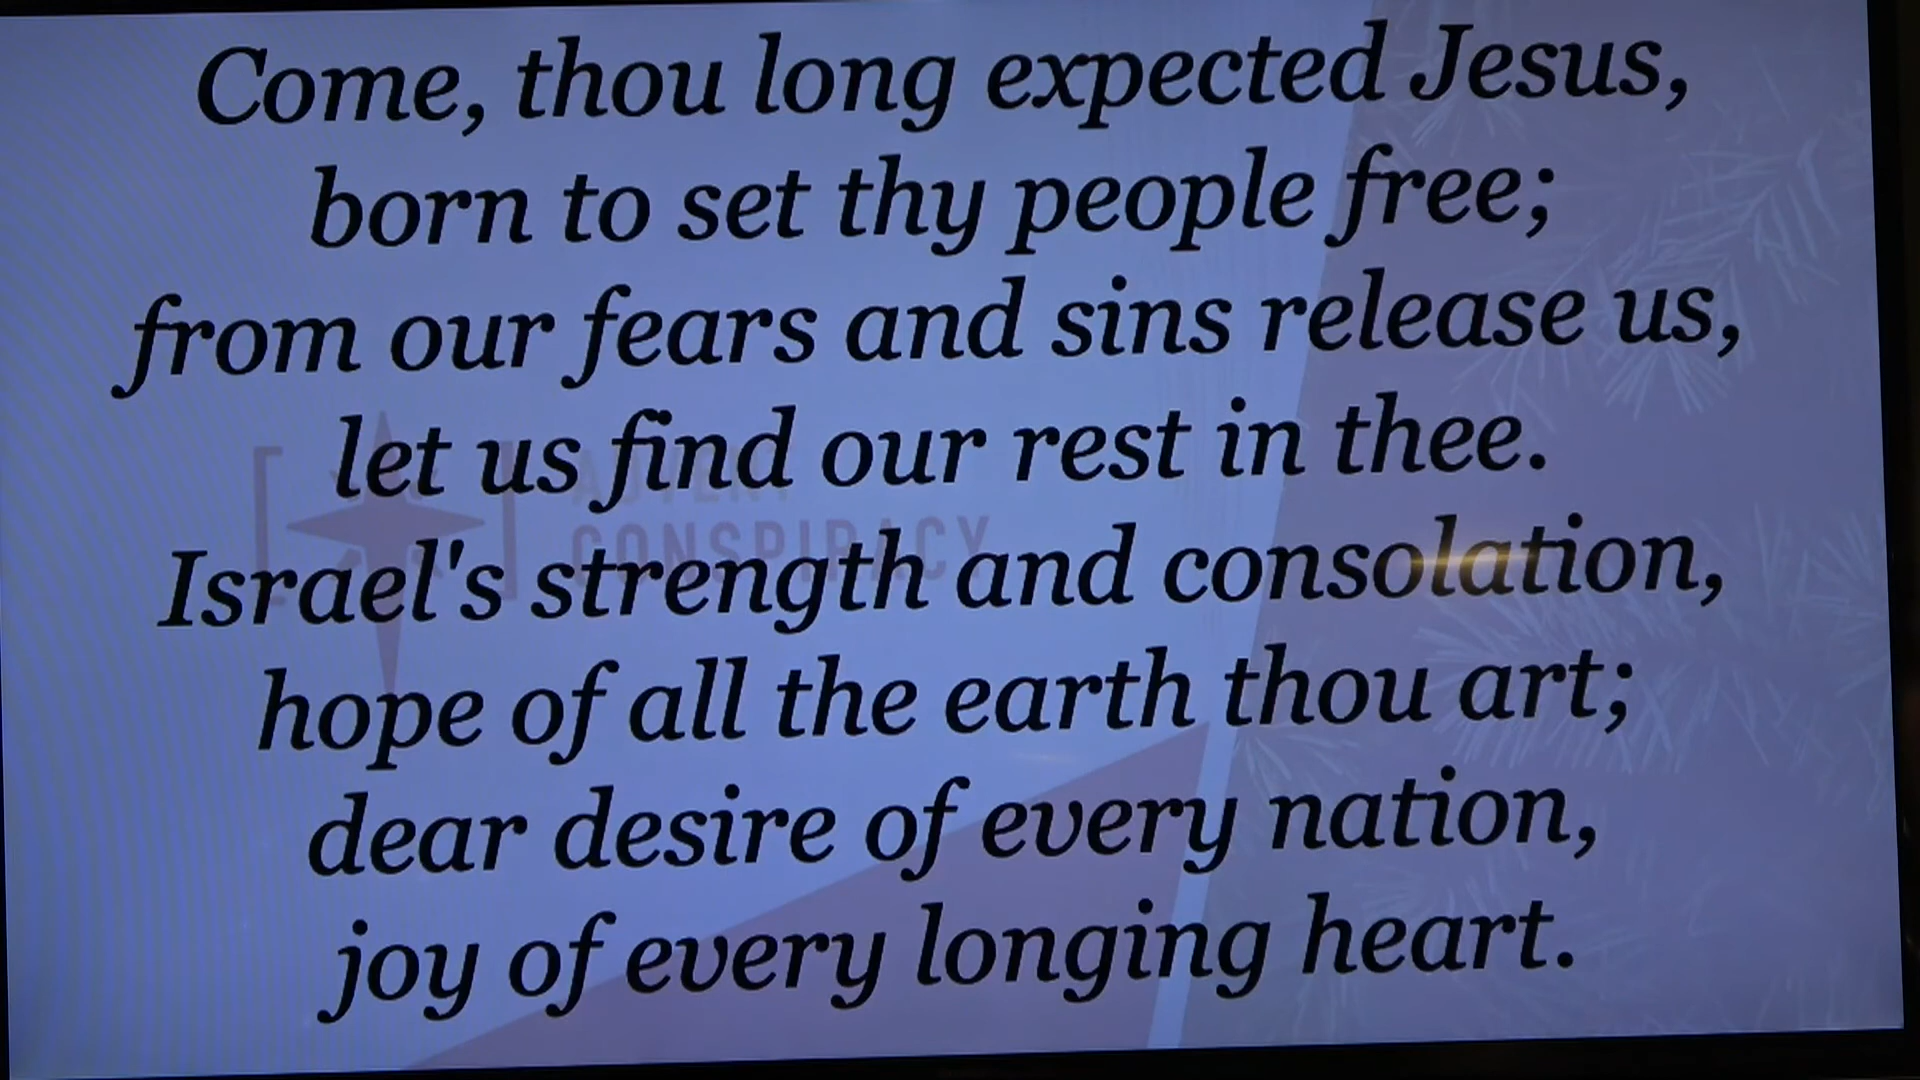 Come, thou long expected Jesus,
born to set thy people free;
from our fears and sins release us,
let us find our rest in thee.
ADVENT
CONSPIRACY
Israel's strength and consolation,
hope of all the earth thou art;
dear desire of every nation,
joy of every longing heart.